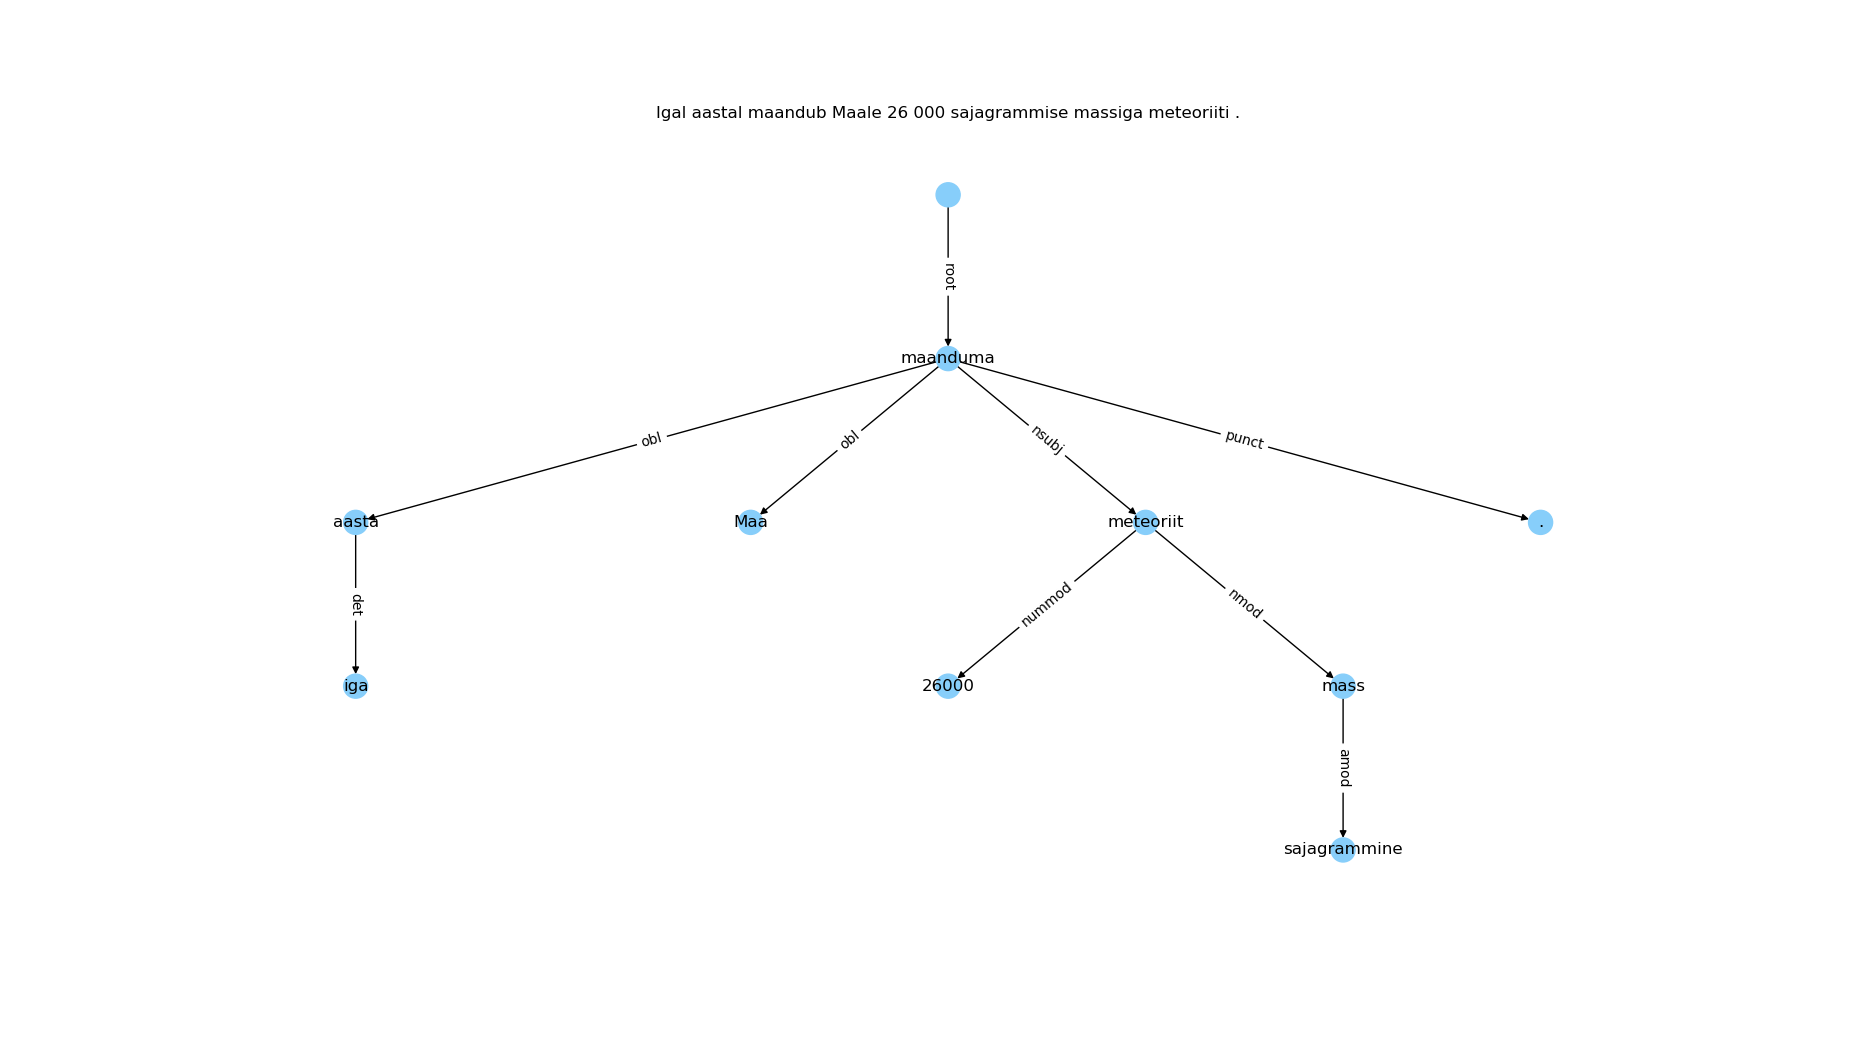 Igal aastal maandub Maale 26 000 sajagrammise massiga meteoriiti .
root
maanduma
obl
obl
nsubj
punct
aasta
Maa
meteoriit
.
det
nummod
nmod
iga
26000
mass
amod
sajagrammine